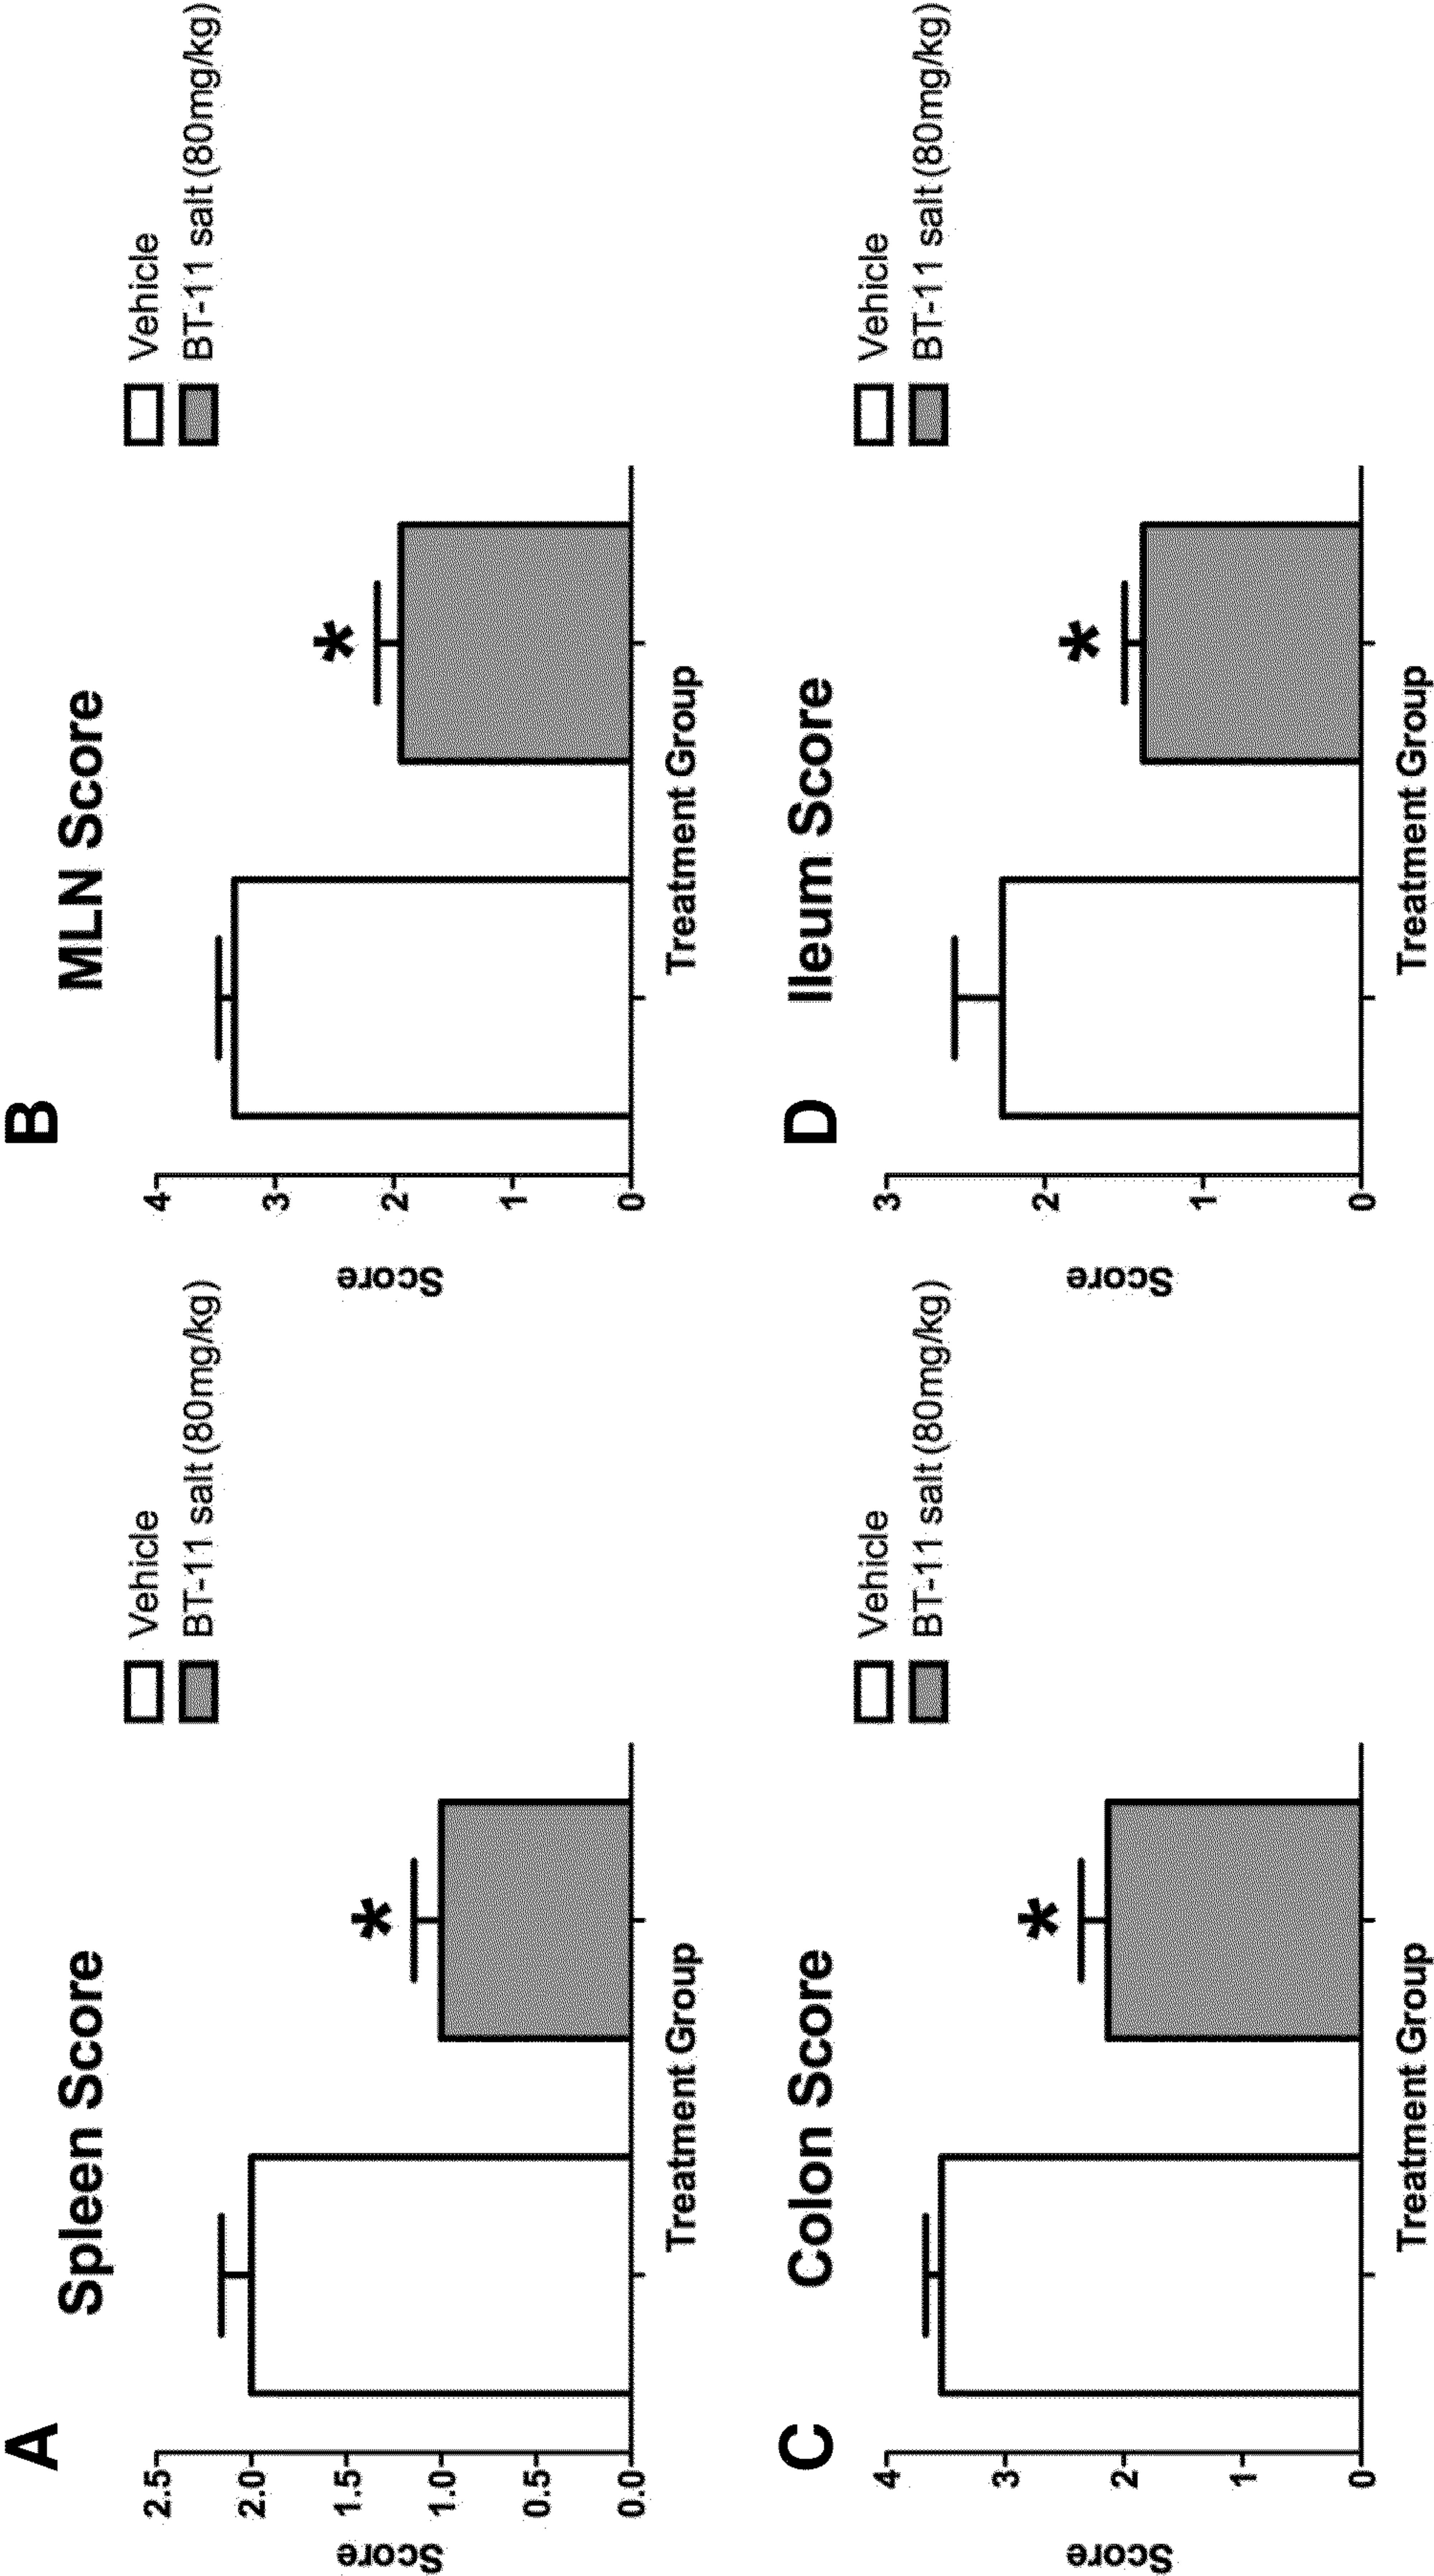 A
Spleen Score
Score
2.5
2.0
1.5
1.0
0.5
0.0
*
Treatment Group
Vehicle
BT-11 salt (80mg/kg)
B
MLN Score
Score
4
3
2
1
0
*
Treatment Group
Vehicle
BT-11 salt (80mg/kg)
C
Colon Score
Score
4
3
2
1
0
*
Treatment Group
Vehicle
BT-11 salt (80mg/kg)
D
Ileum Score
Score
3
2
1
0
*
Treatment Group
Vehicle
BT-11 salt (80mg/kg)